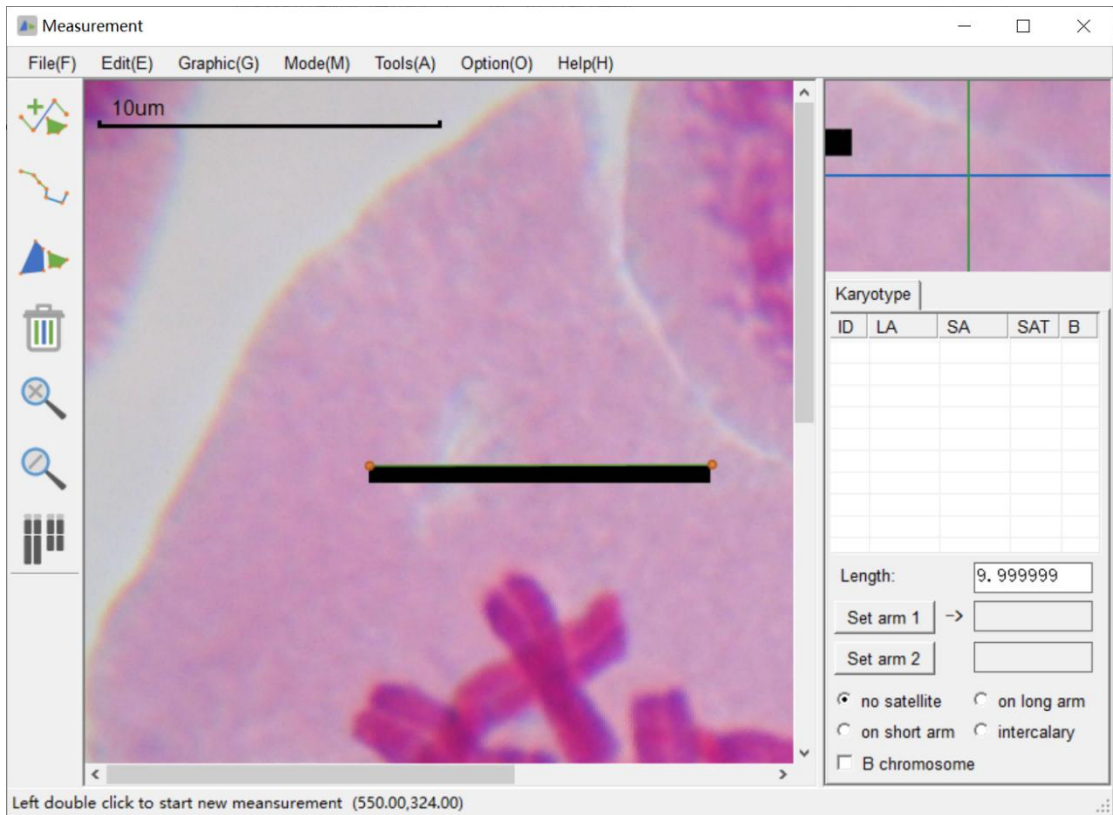 Measurement
File(F) Edit(E) Graphic(G) Mode(M) Tools(A) Option(O) Help(H)
10um
Karyotype
ID LA SA SAT B
Length: 9.999999
Set arm 1 ->
Set arm 2
no satellite on long arm
on short arm intercalary
B chromosome
Left double click to start new meansurement (550.00,324.00)